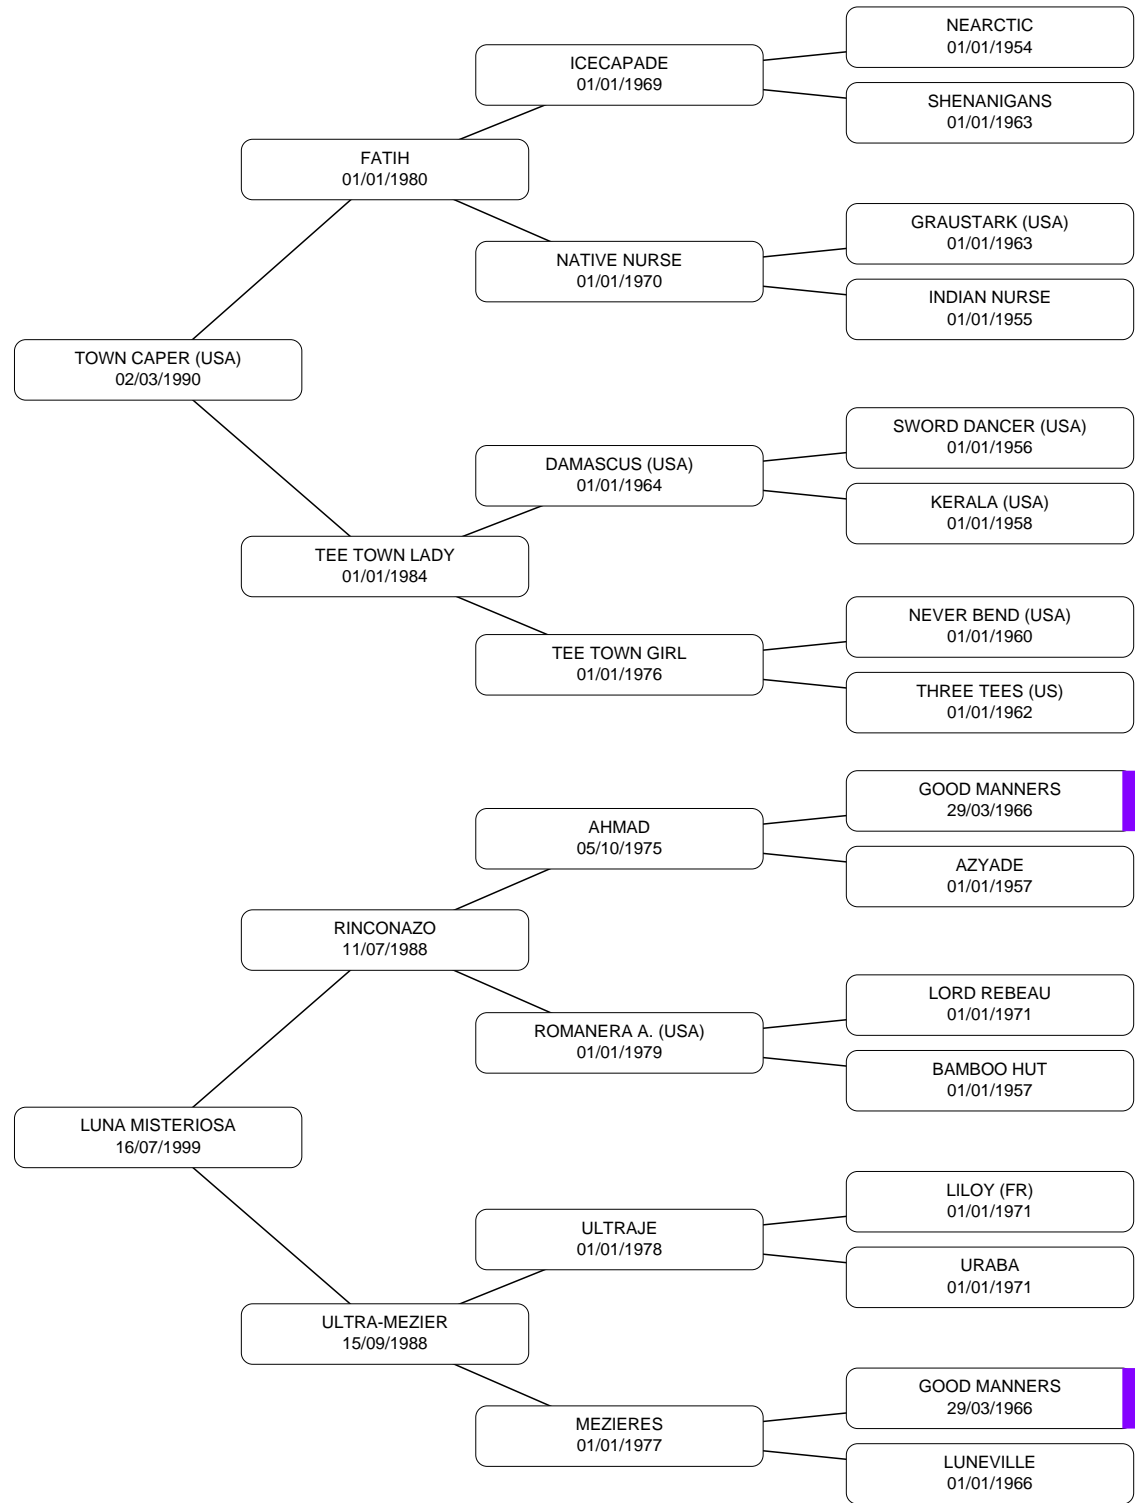 NEARCTIC
01/01/1954
ICECAPADE
01/01/1969
SHENANIGANS
01/01/1963
FATIH
01/01/1980
GRAUSTARK (USA)
01/01/1963
NATIVE NURSE
01/01/1970
INDIAN NURSE
01/01/1955
TOWN CAPER (USA)
02/03/1990
SWORD DANCER (USA)
01/01/1956
DAMASCUS (USA)
01/01/1964
KERALA (USA)
01/01/1958
TEE TOWN LADY
01/01/1984
NEVER BEND (USA)
01/01/1960
TEE TOWN GIRL
01/01/1976
THREE TEES (US)
01/01/1962
GOOD MANNERS
29/03/1966
AHMAD
05/10/1975
AZYADE
01/01/1957
RINCONAZO
11/07/1988
LORD REBEAU
01/01/1971
ROMANERA A. (USA)
01/01/1979
BAMBOO HUT
01/01/1957
LUNA MISTERIOSA
16/07/1999
LILOY (FR)
01/01/1971
ULTRAJE
01/01/1978
URABA
01/01/1971
ULTRA-MEZIER
15/09/1988
GOOD MANNERS
29/03/1966
MEZIERES
01/01/1977
LUNEVILLE
01/01/1966